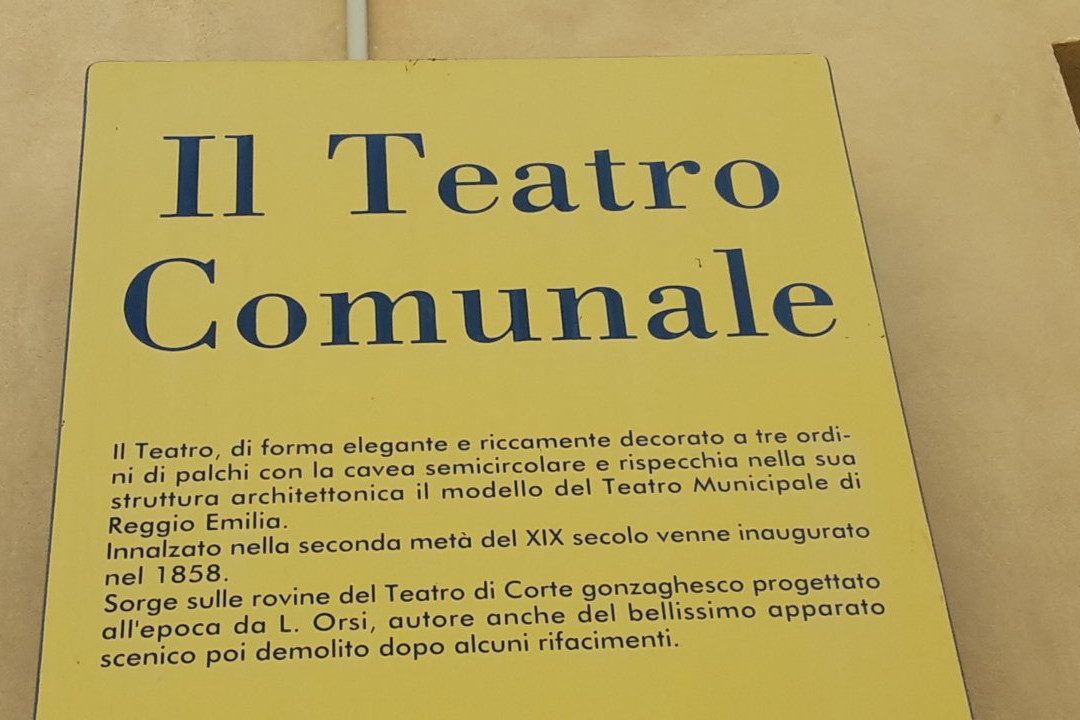 Il Teatro
Comunale
Il Teatro, di forma elegante e riccamente decorato a tre ordi-
ni di palchi con la cavea semicircolare e rispecchia nella sua
struttura architettonica il modello del Teatro Municipale di
Reggio Emilia.
Innalzato nella seconda metà del XIX secolo venne inaugurato
nel 1858.
Sorge sulle rovine del Teatro di Corte gonzaghesco progettato
all'epoca da L. Orsi, autore anche del bellissimo apparato
scenico poi demolito dopo alcuni rifacimenti.